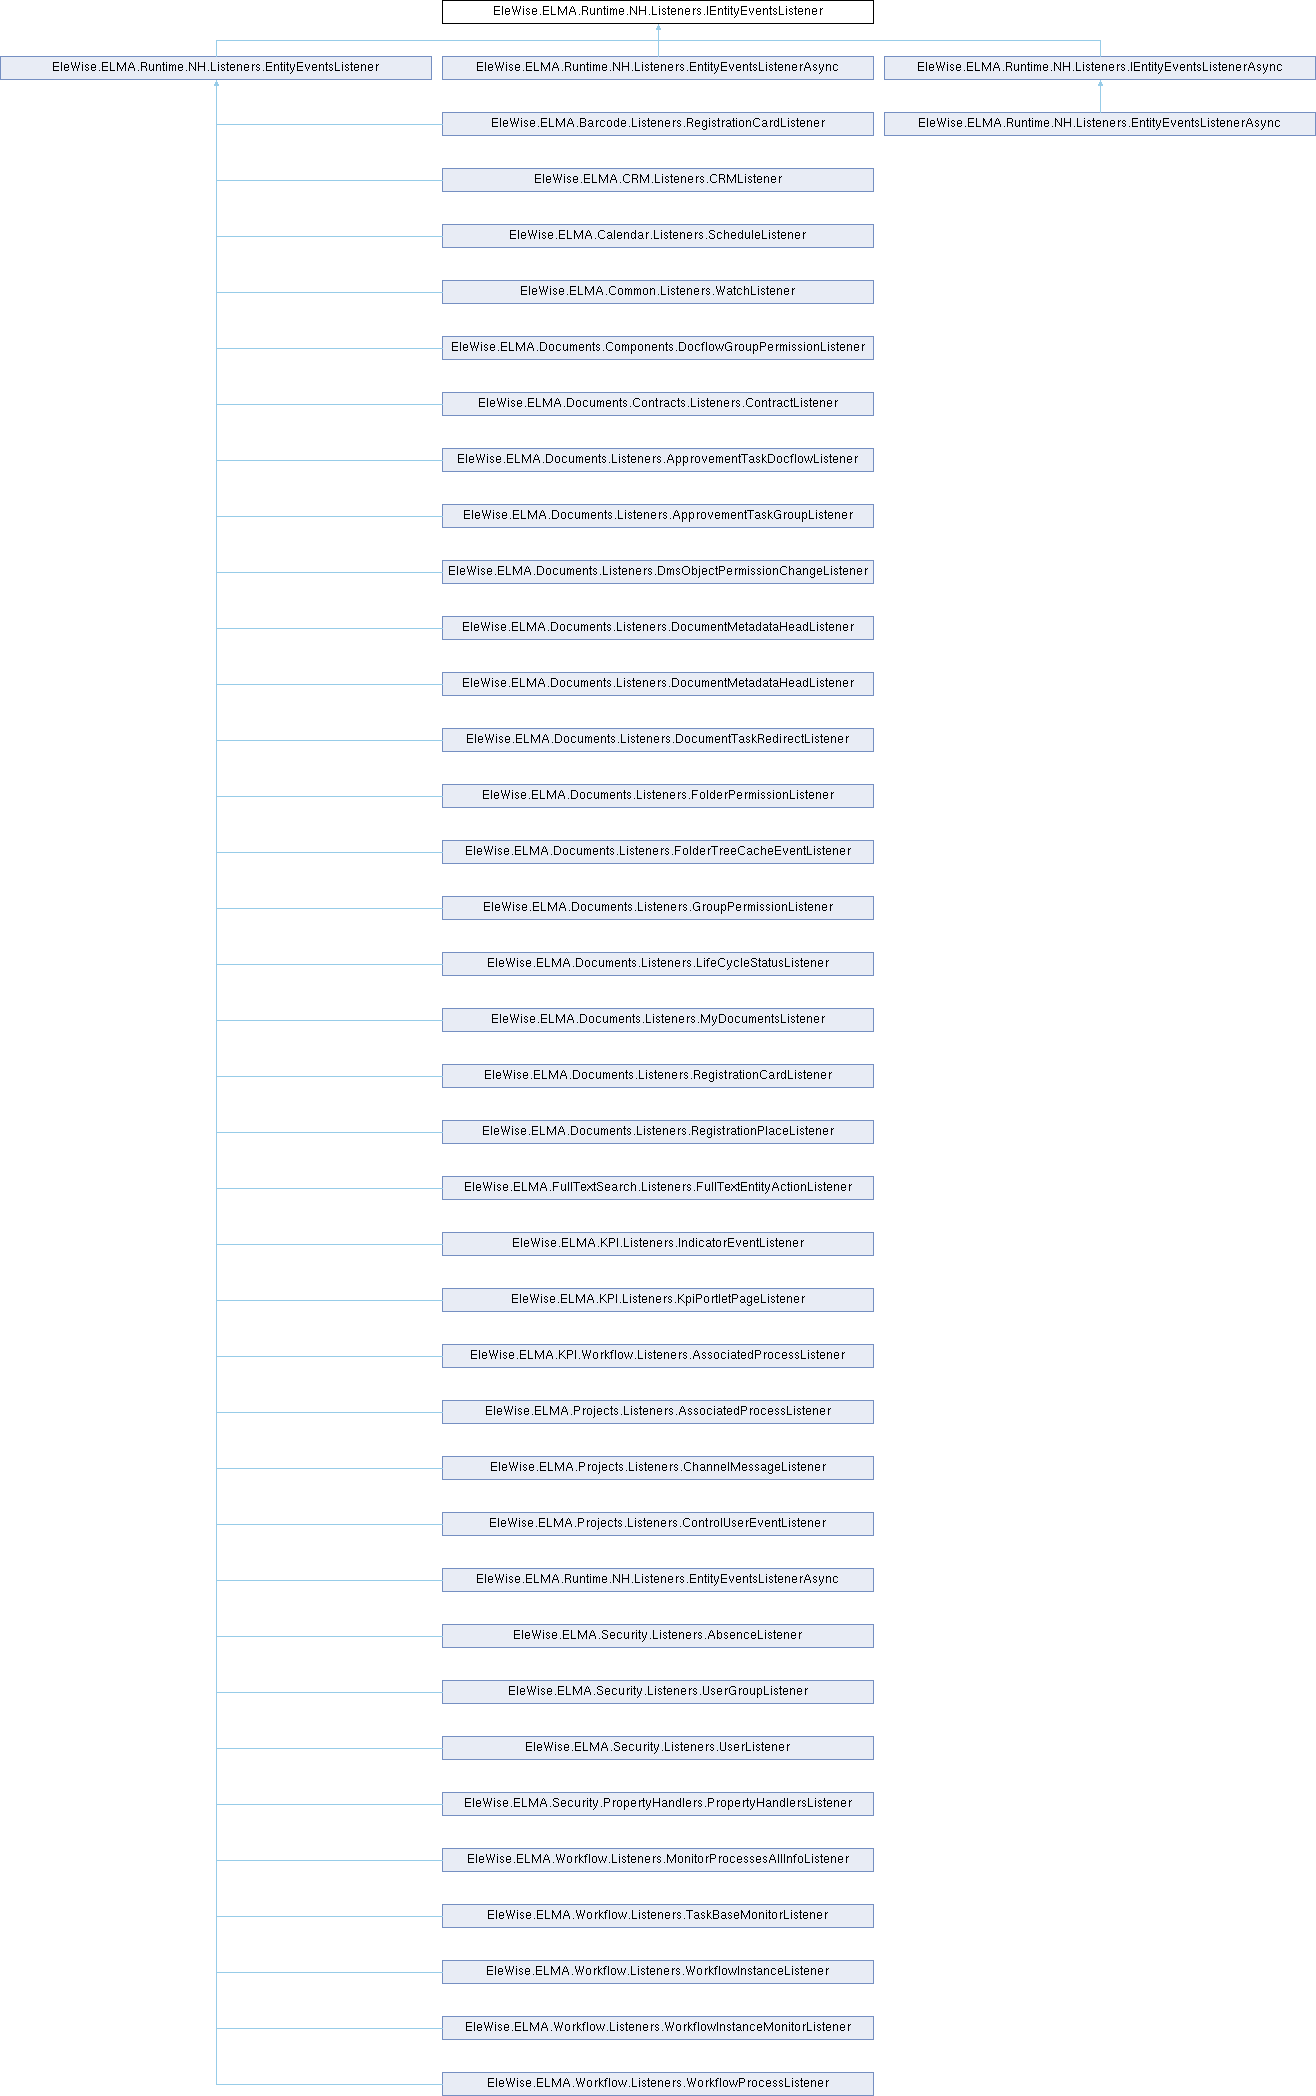 EleWise.ELMA.Runtime.NH.Listeners.IEntityEventsListener
EleWise.ELMA.Runtime.NH.Listeners.EntityEventsListener
EleWise.ELMA.Runtime.NH.Listeners.EntityEventsListenerAsync
EleWise.ELMA.Runtime.NH.Listeners.IEntityEventsListenerAsync
EleWise.ELMA.Barcode.Listeners.RegistrationCardListener
EleWise.ELMA.Runtime.NH.Listeners.EntityEventsListenerAsync
EleWise.ELMA.CRM.Listeners.CRMListener
EleWise.ELMA.Calendar.Listeners.ScheduleListener
EleWise.ELMA.Common.Listeners.WatchListener
EleWise.ELMA.Documents.Components.DocflowGroupPermissionListener
EleWise.ELMA.Documents.Contracts.Listeners.ContractListener
EleWise.ELMA.Documents.Listeners.ApprovementTaskDocflowListener
EleWise.ELMA.Documents.Listeners.ApprovementTaskGroupListener
EleWise.ELMA.Documents.Listeners.DmsObjectPermissionChangeListener
EleWise.ELMA.Documents.Listeners.DocumentMetadataHeadListener
EleWise.ELMA.Documents.Listeners.DocumentMetadataHeadListener
EleWise.ELMA.Documents.Listeners.DocumentTaskRedirectListener
EleWise.ELMA.Documents.Listeners.FolderPermissionListener
EleWise.ELMA.Documents.Listeners.FolderTreeCacheEventListener
EleWise.ELMA.Documents.Listeners.GroupPermissionListener
EleWise.ELMA.Documents.Listeners.LifeCycleStatusListener
EleWise.ELMA.Documents.Listeners.MyDocumentsListener
EleWise.ELMA.Documents.Listeners.RegistrationCardListener
EleWise.ELMA.Documents.Listeners.RegistrationPlaceListener
EleWise.ELMA.FullTextSearch.Listeners.FullTextEntityActionListener
EleWise.ELMA.KPI.Listeners.IndicatorEventListener
EleWise.ELMA.KPI.Listeners.KpiPortletPageListener
EleWise.ELMA.KPI.Workflow.Listeners.AssociatedProcessListener
EleWise.ELMA.Projects.Listeners.AssociatedProcessListener
EleWise.ELMA.Projects.Listeners.ChannelMessageListener
EleWise.ELMA.Projects.Listeners.ControlUserEventListener
EleWise.ELMA.Runtime.NH.Listeners.EntityEventsListenerAsync
EleWise.ELMA.Security.Listeners.AbsenceListener
EleWise.ELMA.Security.Listeners.UserGroupListener
EleWise.ELMA.Security.Listeners.UserListener
EleWise.ELMA.Security.PropertyHandlers.PropertyHandlersListener
EleWise.ELMA.Workflow.Listeners.MonitorProcessesAllInfoListener
EleWise.ELMA.Workflow.Listeners.TaskBaseMonitorListener
EleWise.ELMA.Workflow.Listeners.WorkflowInstanceListener
EleWise.ELMA.Workflow.Listeners.WorkflowInstanceMonitorListener
EleWise.ELMA.Workflow.Listeners.WorkflowProcessListener